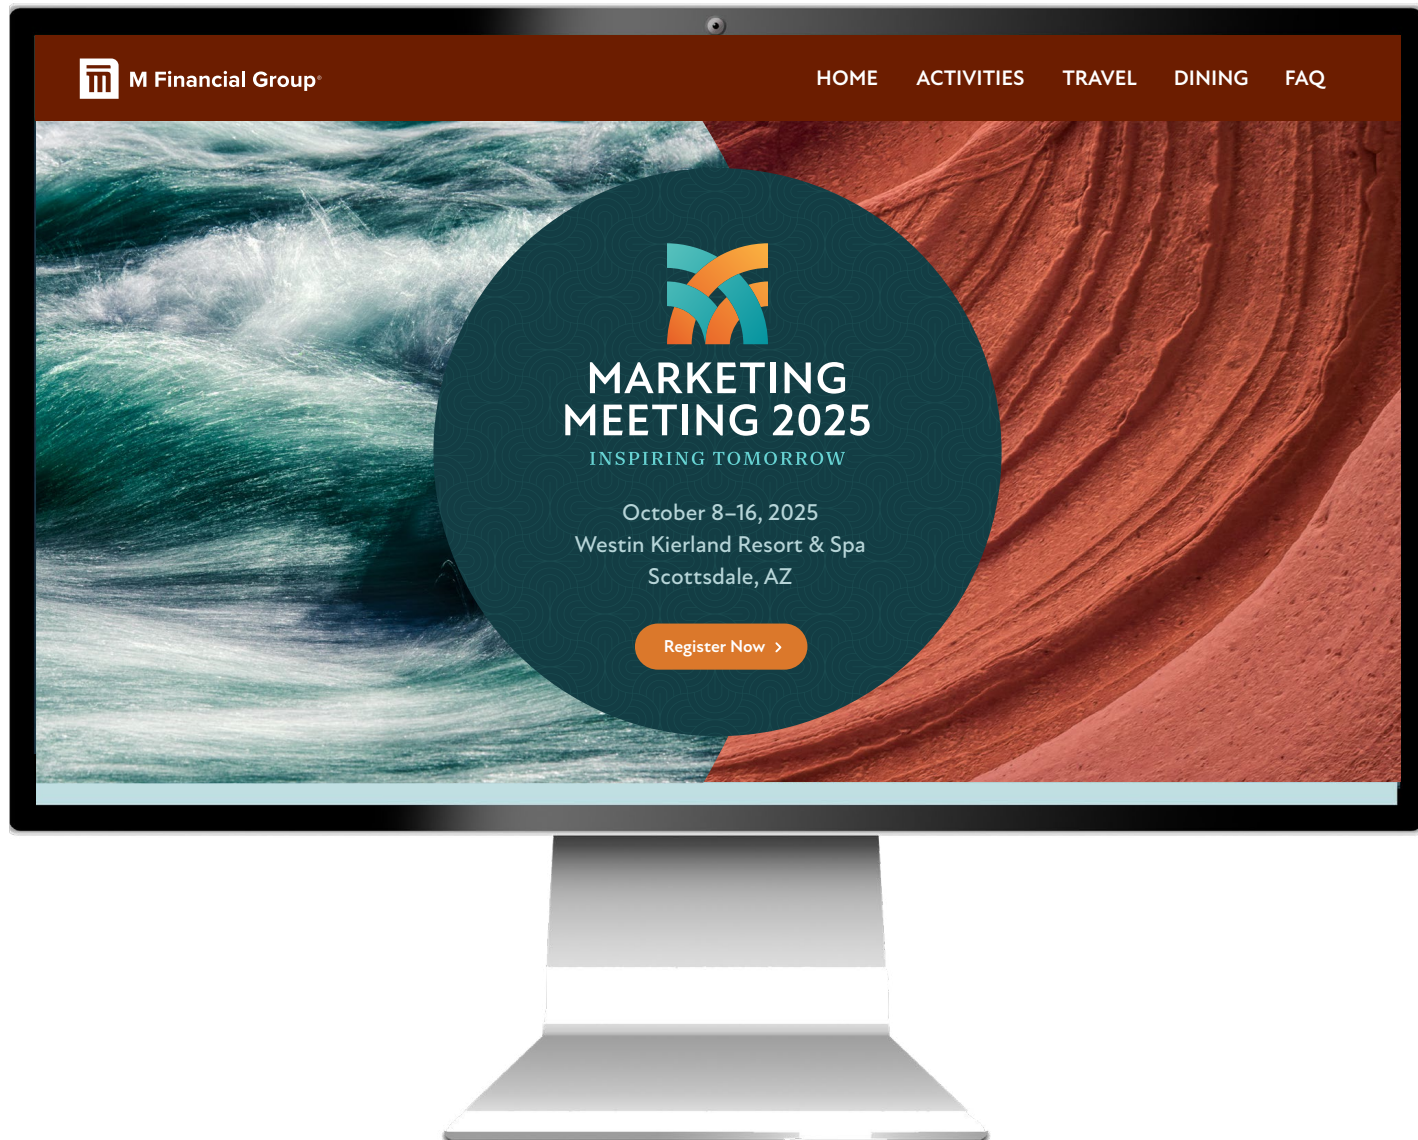 M Financial Group®
HOME ACTIVITIES TRAVEL DINING FAQ
MARKETING
MEETING 2025
INSPIRING TOMORROW
October 8–16, 2025
Westin Kierland Resort & Spa
Scottsdale, AZ
Register Now >